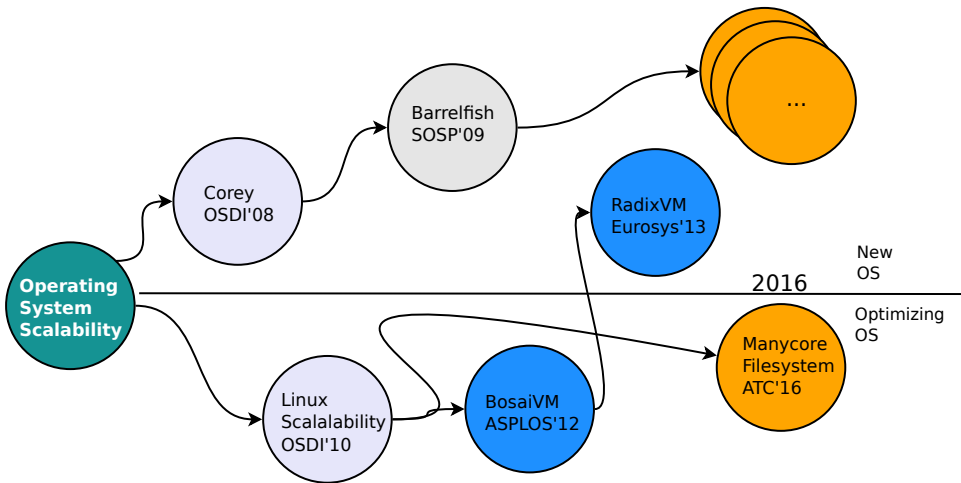 ...
Barrelfish
SOSP'09
Corey
OSDI'08
RadixVM
Eurosys'13
New
OS
Operating
System
Scalability
2016
Optimizing
OS
Manycore
Filesystem
ATC'16
Linux
Scalalability
OSDI'10
BosaiVM
ASPLOS'12